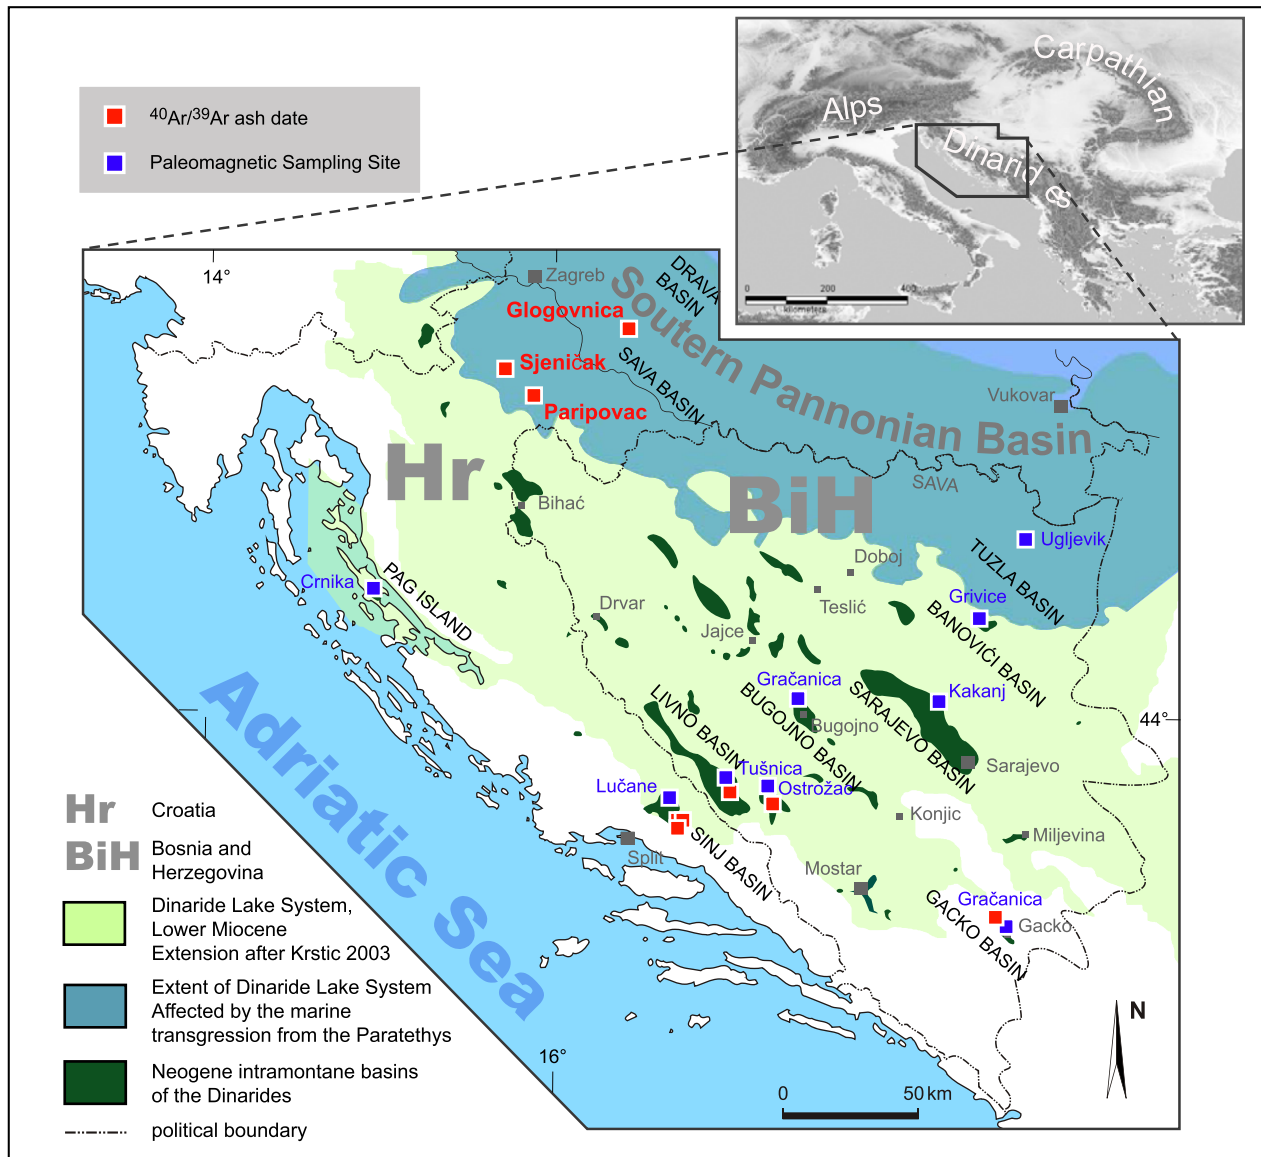 Carpathian
Alps
Dinarid es
0 200 400
kilometers
40Ar/39Ar ash date
Paleomagnetic Sampling Site
14°
Zagreb
DRAVA
BASIN
Soutern Pannonian Basin
Glogovnica
SAVA BASIN
Sjeničak
Paripovac
Vukovar
Hr
BiH
SAVA
Bihać
Ugljevik
TUZLA BASIN
Doboj
Crnika
PAG ISLAND
Teslić
Grivice
Drvar
BANOVIĆI BASIN
Jajce
Gračanica
Kakanj
LIVNO BASIN
BUGOJNO BASIN
SARAJEVO BASIN
Bugojno
44°
Adriatic Sea
Sarajevo
Tušnica
Lučane
Ostrožac
Konjic
SINJ BASIN
Miljevina
Split
Mostar
Gračanica
GACKO BASIN
Gacko
Hr
Croatia
BiH
Bosnia and
Herzegovina
Dinaride Lake System,
Lower Miocene
Extension after Krstic 2003
Extent of Dinaride Lake System
Affected by the marine
transgression from the Paratethys
Neogene intramontane basins
of the Dinarides
political boundary
16°
N
0 50 km